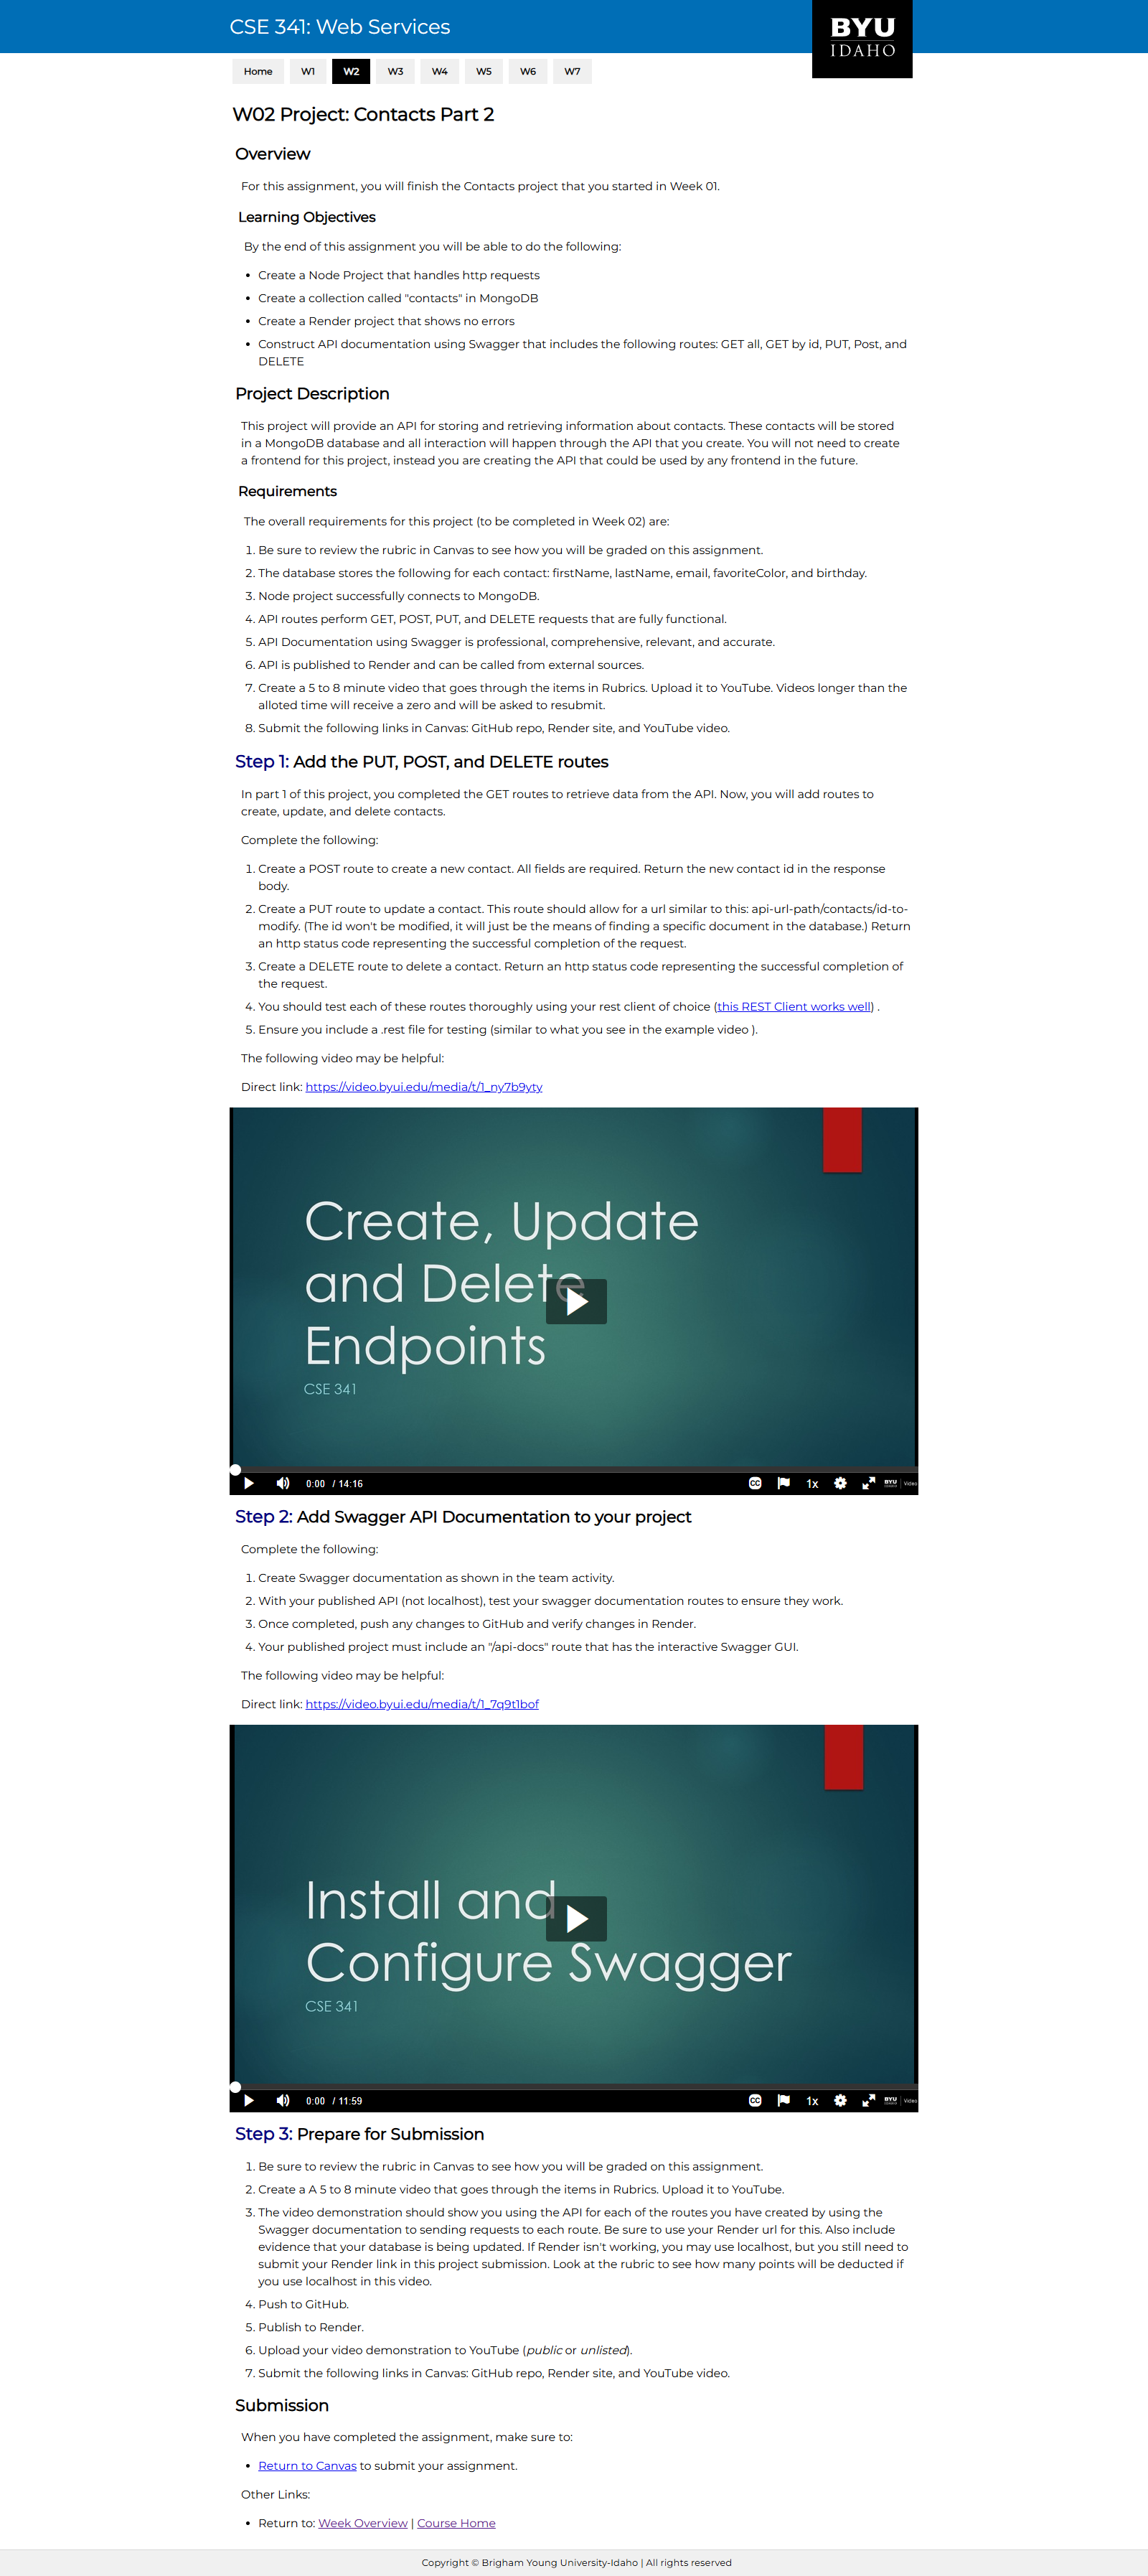 CSE 341: Web Services
BYU
IDAHO
Home W1 W2 W3 W4 W5 W6 W7
W02 Project: Contacts Part 2
Overview
For this assignment, you will finish the Contacts project that you started in Week 01.
Learning Objectives
By the end of this assignment you will be able to do the following:
• Create a Node Project that handles http requests
• Create a collection called "contacts" in MongoDB
• Create a Render project that shows no errors
• Construct API documentation using Swagger that includes the following routes: GET all, GET by id, PUT, Post, and
DELETE
Project Description
This project will provide an API for storing and retrieving information about contacts. These contacts will be stored
in a MongoDB database and all interaction will happen through the API that you create. You will not need to create
a frontend for this project, instead you are creating the API that could be used by any frontend in the future.
Requirements
The overall requirements for this project (to be completed in Week 02) are:
1. Be sure to review the rubric in Canvas to see how you will be graded on this assignment.
2. The database stores the following for each contact: firstName, lastName, email, favoriteColor, and birthday.
3. Node project successfully connects to MongoDB.
4. API routes perform GET, POST, PUT, and DELETE requests that are fully functional.
5. API Documentation using Swagger is professional, comprehensive, relevant, and accurate.
6. API is published to Render and can be called from external sources.
7. Create a 5 to 8 minute video that goes through the items in Rubrics. Upload it to YouTube. Videos longer than the
alloted time will receive a zero and will be asked to resubmit.
8. Submit the following links in Canvas: GitHub repo, Render site, and YouTube video.
Step 1: Add the PUT, POST, and DELETE routes
In part 1 of this project, you completed the GET routes to retrieve data from the API. Now, you will add routes to
create, update, and delete contacts.
Complete the following:
1. Create a POST route to create a new contact. All fields are required. Return the new contact id in the response
body.
2. Create a PUT route to update a contact. This route should allow for a url similar to this: api-url-path/contacts/id-to-
modify. (The id won't be modified, it will just be the means of finding a specific document in the database.) Return
an http status code representing the successful completion of the request.
3. Create a DELETE route to delete a contact. Return an http status code representing the successful completion of
the request.
4. You should test each of these routes thoroughly using your rest client of choice (this REST Client works well) .
5. Ensure you include a .rest file for testing (similar to what you see in the example video ).
The following video may be helpful:
Direct link: https://video.byui.edu/media/t/1_ny7b9yty
Create, Update
and Delete
Endpoints
CSE 341
0:00 / 14:16 CC 1x BYU IDAHO Video
Step 2: Add Swagger API Documentation to your project
Complete the following:
1. Create Swagger documentation as shown in the team activity.
2. With your published API (not localhost), test your swagger documentation routes to ensure they work.
3. Once completed, push any changes to GitHub and verify changes in Render.
4. Your published project must include an "/api-docs" route that has the interactive Swagger GUI.
The following video may be helpful:
Direct link: https://video.byui.edu/media/t/1_7q9t1bof
Install and
Configure Swagger
CSE 341
0:00 / 11:59 CC 1x BYU IDAHO Video
Step 3: Prepare for Submission
1. Be sure to review the rubric in Canvas to see how you will be graded on this assignment.
2. Create a A 5 to 8 minute video that goes through the items in Rubrics. Upload it to YouTube.
3. The video demonstration should show you using the API for each of the routes you have created by using the
Swagger documentation to sending requests to each route. Be sure to use your Render url for this. Also include
evidence that your database is being updated. If Render isn't working, you may use localhost, but you still need to
submit your Render link in this project submission. Look at the rubric to see how many points will be deducted if
you use localhost in this video.
4. Push to GitHub.
5. Publish to Render.
6. Upload your video demonstration to YouTube (public or unlisted).
7. Submit the following links in Canvas: GitHub repo, Render site, and YouTube video.
Submission
When you have completed the assignment, make sure to:
• Return to Canvas to submit your assignment.
Other Links:
• Return to: Week Overview | Course Home
Copyright © Brigham Young University-Idaho | All rights reserved